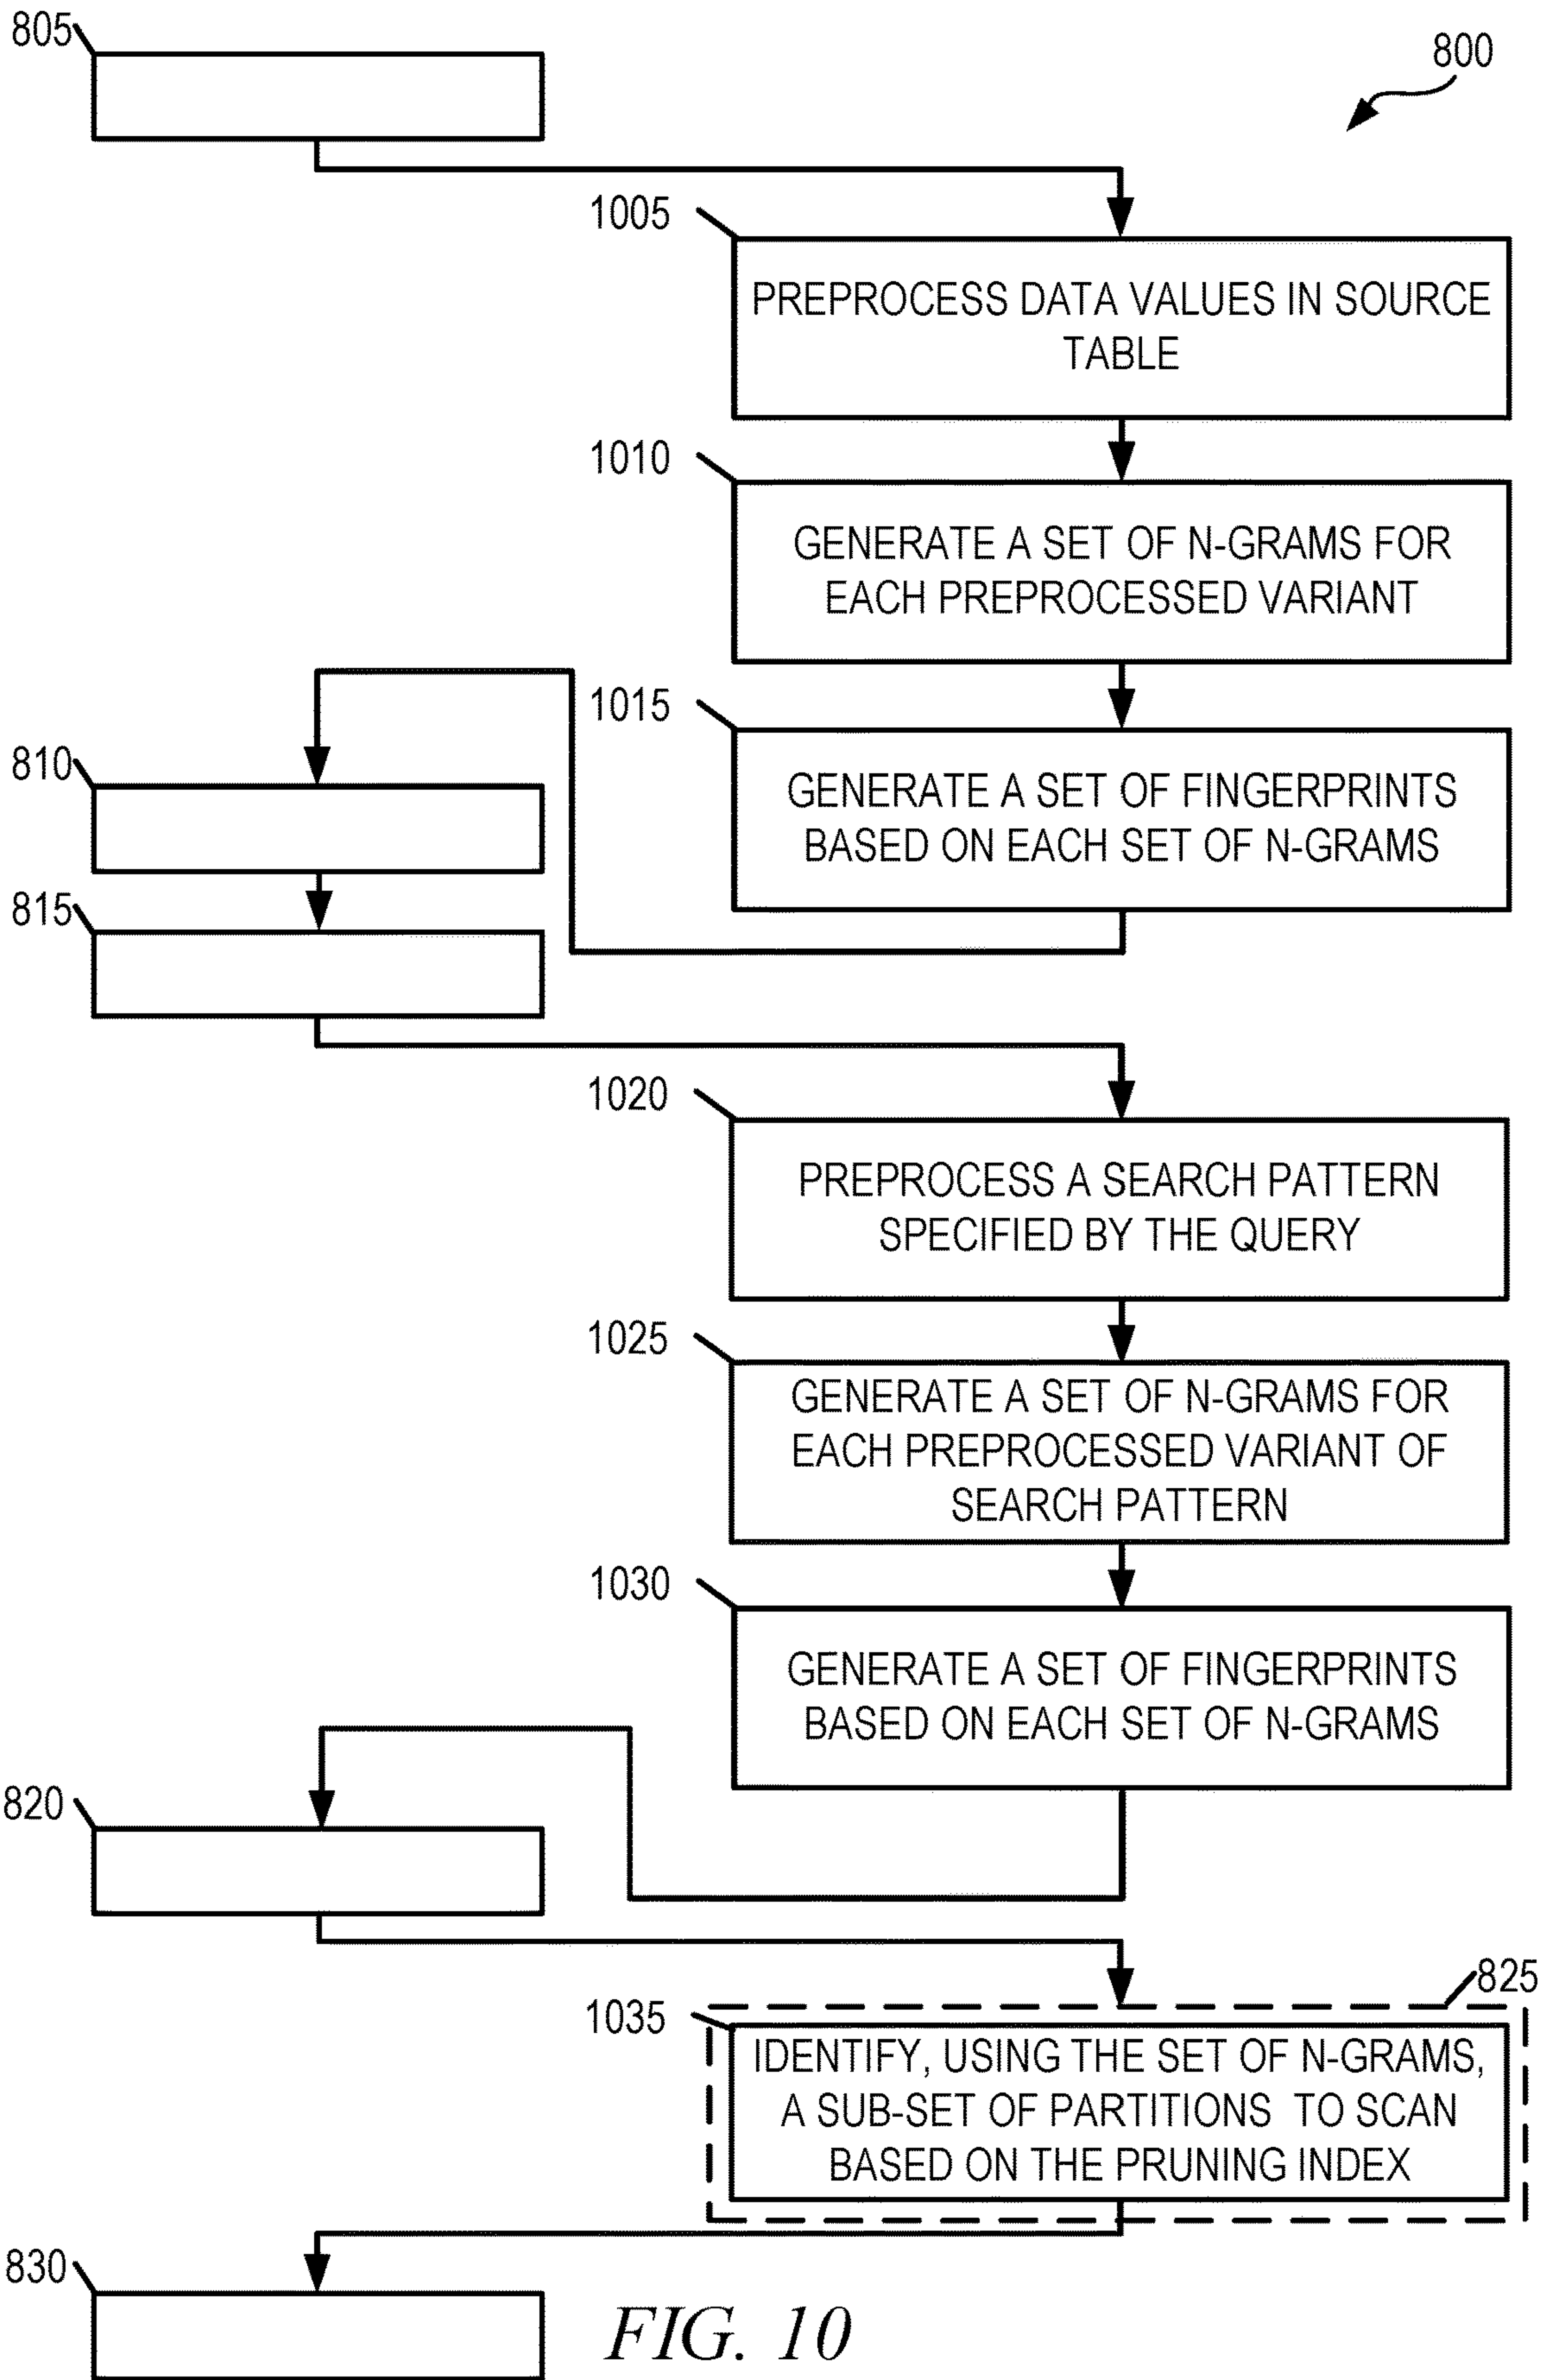 805
800
1005
PREPROCESS DATA VALUES IN SOURCE
TABLE
1010
GENERATE A SET OF N-GRAMS FOR
EACH PREPROCESSED VARIANT
1015
810
GENERATE A SET OF FINGERPRINTS
BASED ON EACH SET OF N-GRAMS
815
1020
PREPROCESS A SEARCH PATTERN
SPECIFIED BY THE QUERY
1025
GENERATE A SET OF N-GRAMS FOR
EACH PREPROCESSED VARIANT OF
SEARCH PATTERN
1030
GENERATE A SET OF FINGERPRINTS
BASED ON EACH SET OF N-GRAMS
820
825
1035
IDENTIFY, USING THE SET OF N-GRAMS,
A SUB-SET OF PARTITIONS TO SCAN
BASED ON THE PRUNING INDEX
830
FIG. 10